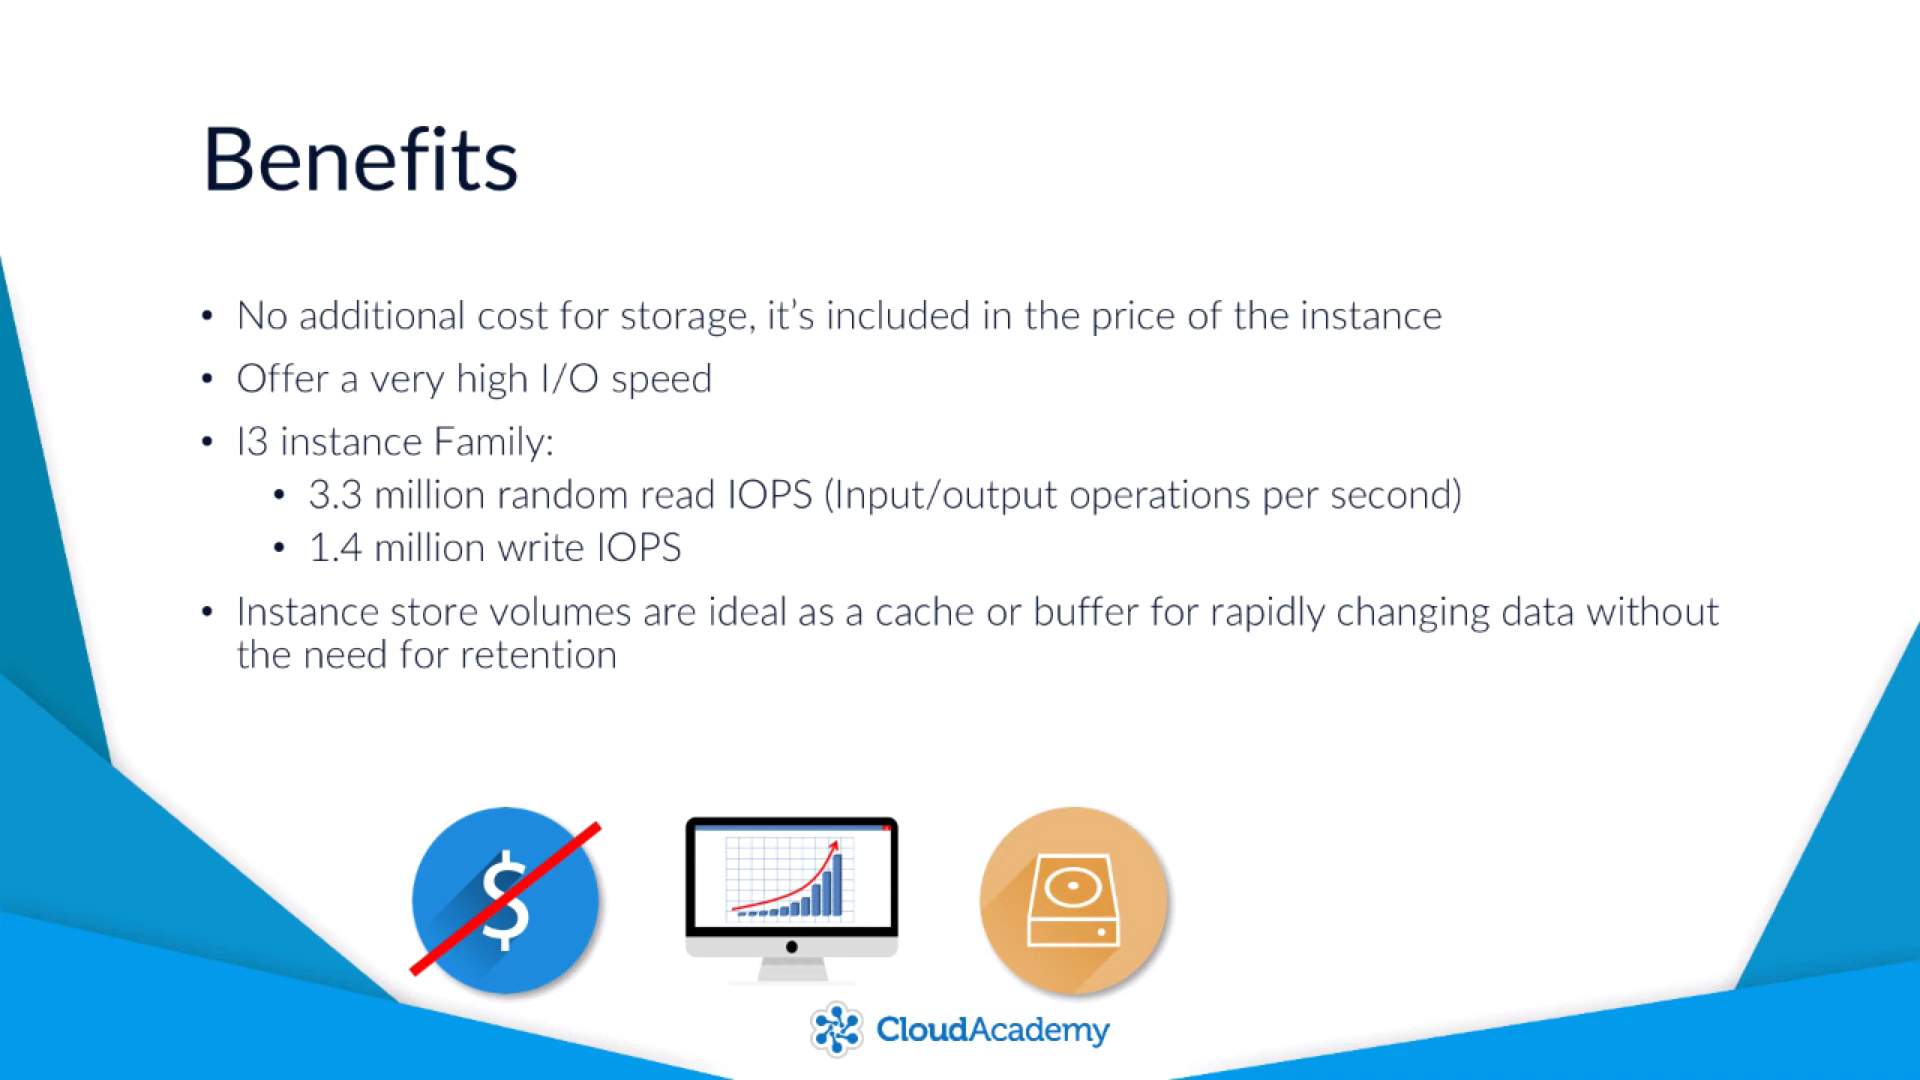 Benefits
• No additional cost for storage, it’s included in the price of the instance
• Offer a very high I/O speed
• I3 instance Family:
• 3.3 million random read IOPS (Input/output operations per second)
• 1.4 million write IOPS
• Instance store volumes are ideal as a cache or buffer for rapidly changing data without
the need for retention
$
CloudAcademy